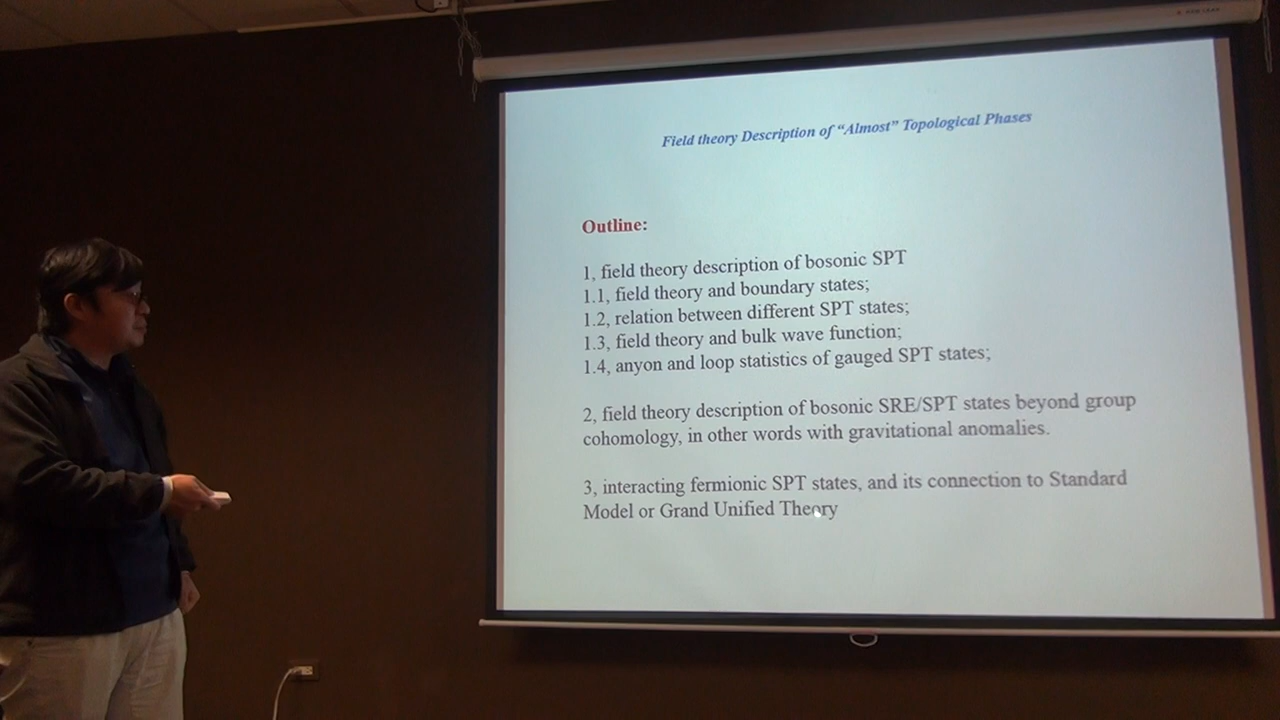 Field theory Description of “Almost” Topological Phases
Outline:
1, field theory description of bosonic SPT
1.1, field theory and boundary states;
1.2, relation between different SPT states;
1.3, field theory and bulk wave function;
1.4, anyon and loop statistics of gauged SPT states;
2, field theory description of bosonic SRE/SPT states beyond group
cohomology, in other words with gravitational anomalies.
3, interacting fermionic SPT states, and its connection to Standard
Model or Grand Unified Theory